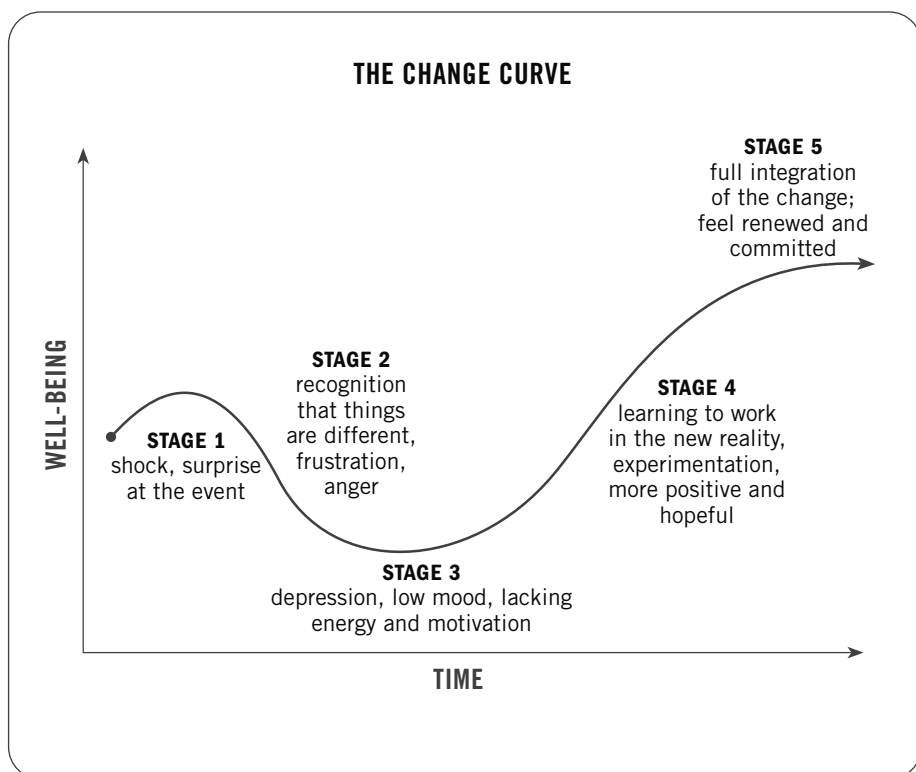 THE CHANGE CURVE
STAGE 5
full integration
of the change;
feel renewed and
committed
WELL-BEING
STAGE 2
recognition
that things
are different,
frustration,
anger
STAGE 1
shock, surprise
at the event
STAGE 4
learning to work
in the new reality,
experimentation,
more positive and
hopeful
STAGE 3
depression, low mood, lacking
energy and motivation
TIME